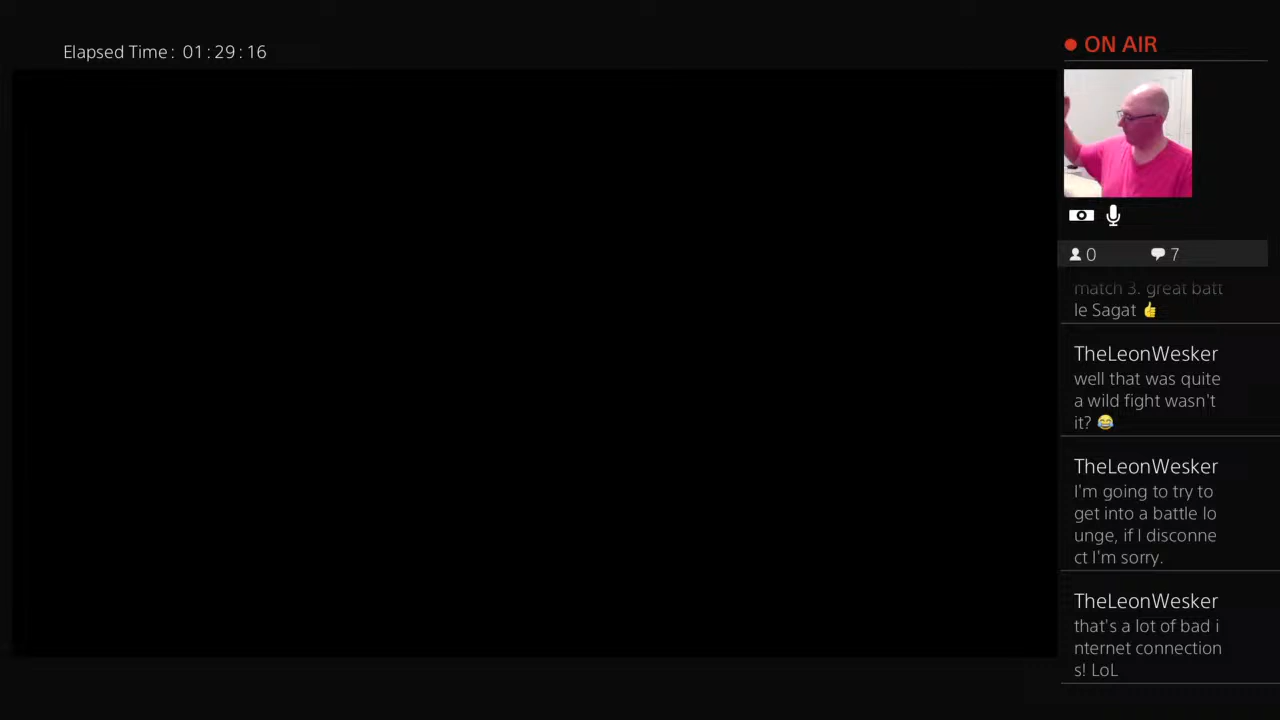 Elapsed Time: 01:29:16
ON AIR
0
7
match 3. great batt
le Sagat 👍
TheLeonWesker
well that was quite
a wild fight wasn't
it? 😂
TheLeonWesker
I'm going to try to
get into a battle lo
unge, if I disconne
ct I'm sorry.
TheLeonWesker
that's a lot of bad i
nternet connection
s! LoL